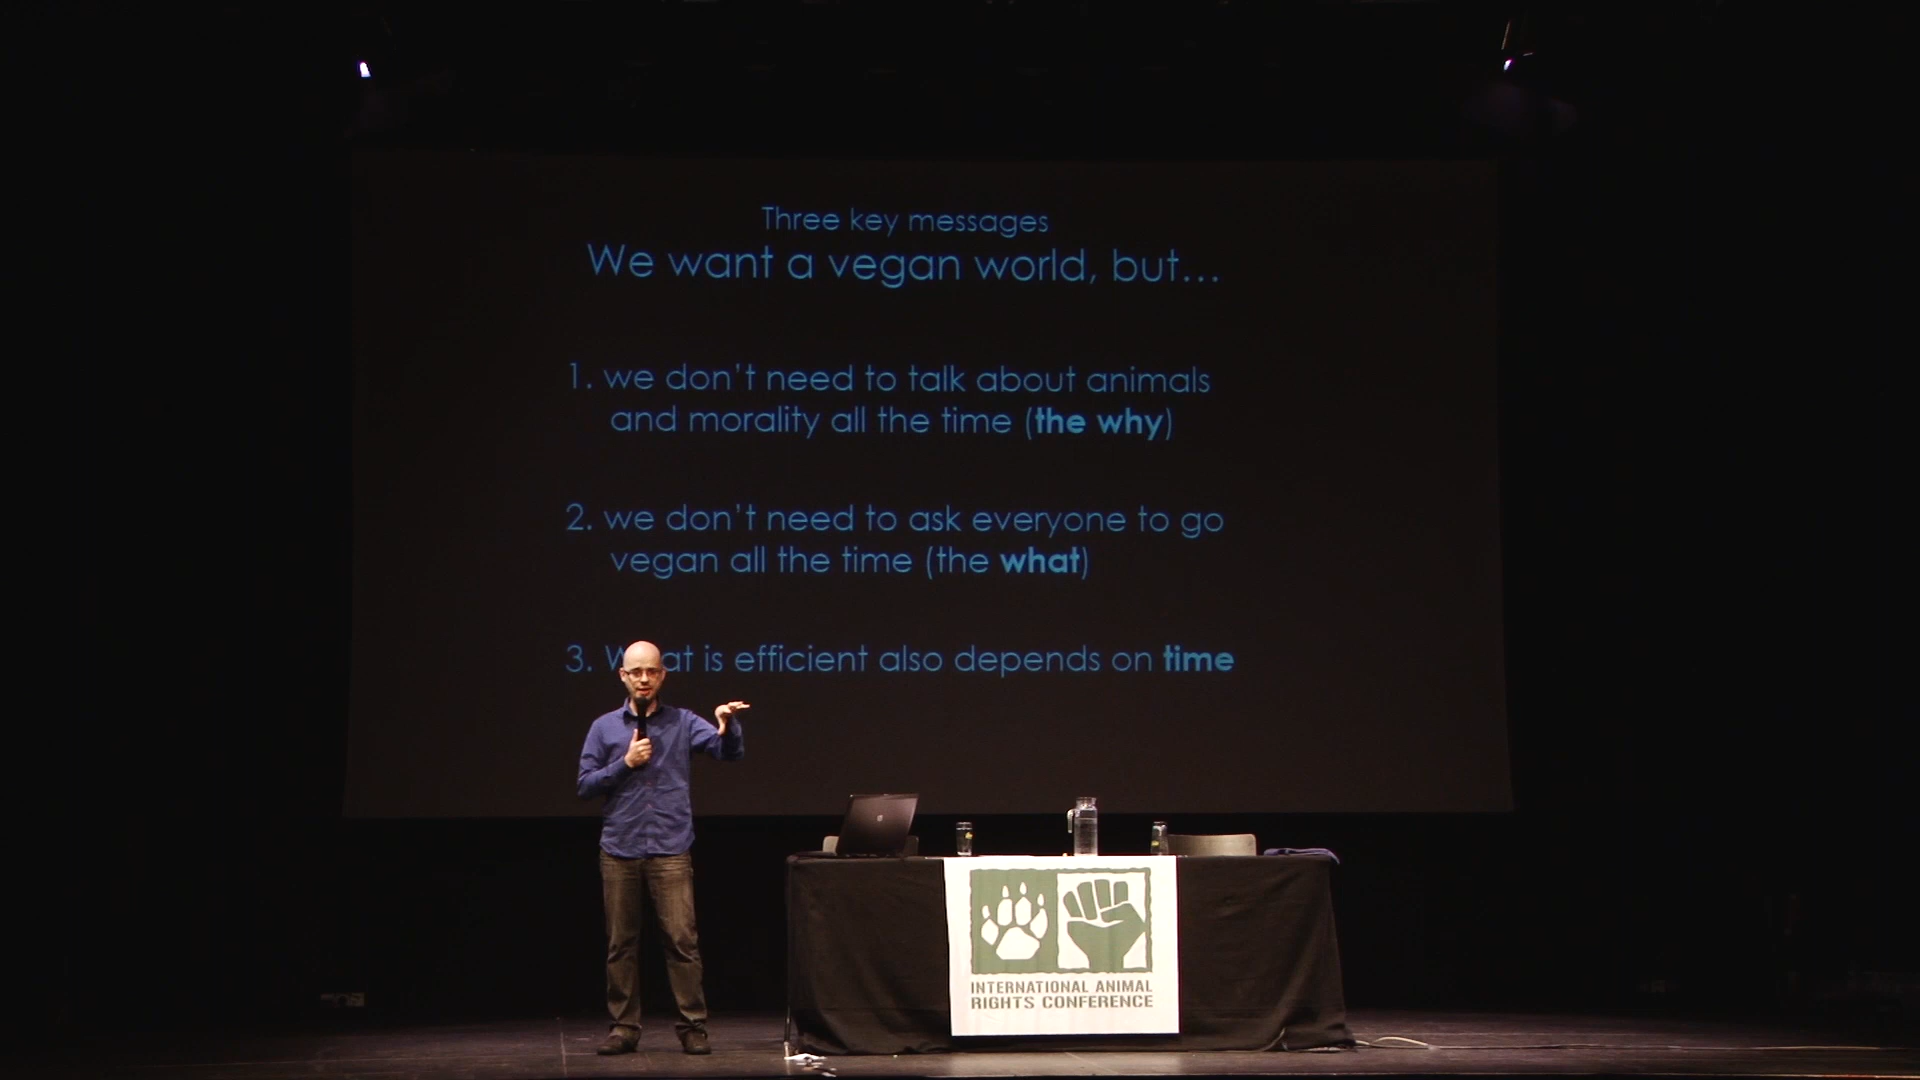 Three key messages
We want a vegan world, but...
1. we don't need to talk about animals
and morality all the time (the why)
2. we don't need to ask everyone to go
vegan all the time (the what)
3. W at is efficient also depends on time
INTERNATIONAL ANIMAL
RIGHTS CONFERENCE